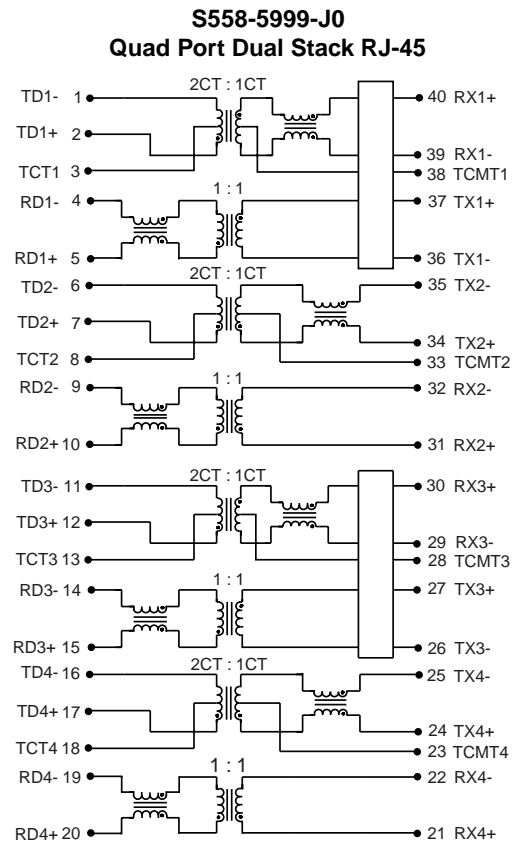 S558-5999-J0
Quad Port Dual Stack RJ-45
2CT : 1CT
TD1- 1
40 RX1+
TD1+ 2
39 RX1-
TCT1 3
38 TCMT1
1 : 1
RD1- 4
37 TX1+
RD1+ 5
36 TX1-
2CT : 1CT
TD2- 6
35 TX2-
TD2+ 7
34 TX2+
TCT2 8
33 TCMT2
1 : 1
RD2- 9
32 RX2-
RD2+ 10
31 RX2+
2CT : 1CT
TD3- 11
30 RX3+
TD3+ 12
29 RX3-
TCT3 13
28 TCMT3
1 : 1
RD3- 14
27 TX3+
RD3+ 15
26 TX3-
2CT : 1CT
TD4- 16
25 TX4-
TD4+ 17
24 TX4+
TCT4 18
23 TCMT4
1 : 1
RD4- 19
22 RX4-
RD4+ 20
21 RX4+